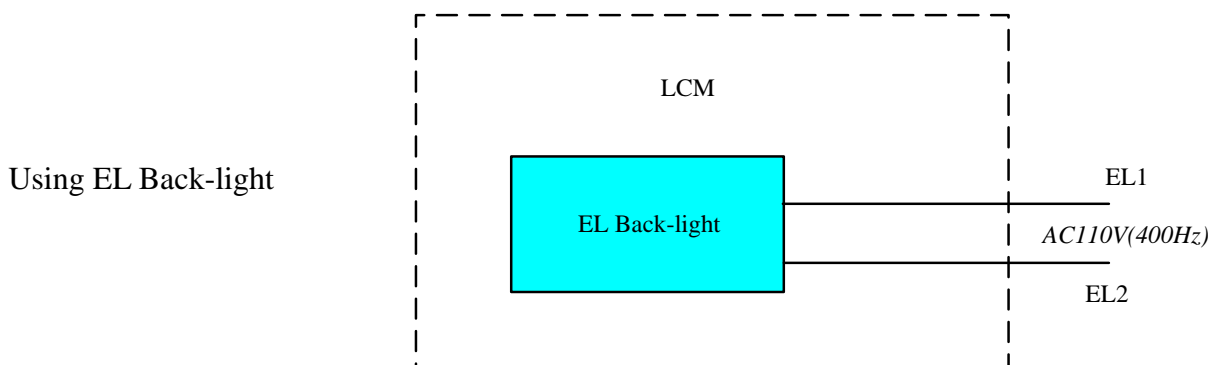 LCM
Using EL Back-light
EL Back-light
EL1
AC110V(400Hz)
EL2